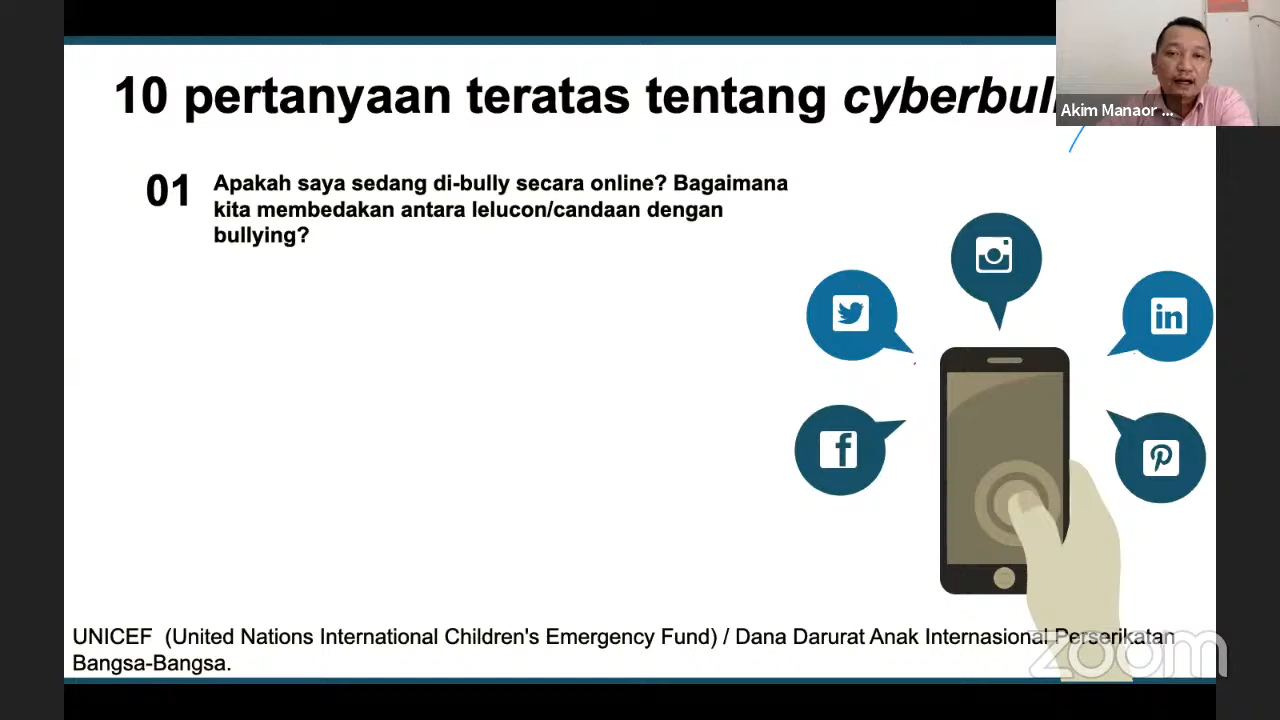 10 pertanyaan teratas tentang
Akim Manaor ...
01
Apakah saya sedang di-bully secara online? Bagaimana
kita membedakan antara lelucon/candaan dengan
bullying?
in
f
UNICEF (United Nations International Children's Emergency Fund) / Dana Darurat Anak Internasional Perserikatan
Bangsa-Bangsa.
zoom